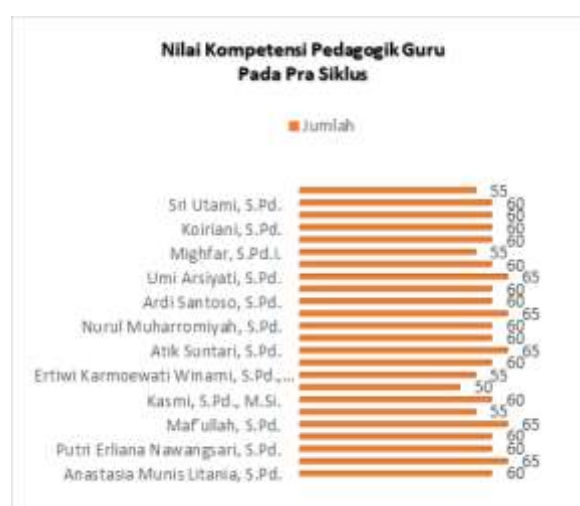 Nilai Kompetensi Pedagogik Guru
Pada Pra Siklus
Jumlah
55
Sri Utami, S.Pd. 60
60
Koiriani, S.Pd. 60
60
Mighfar, S.Pd.I. 55
60
Umi Arsiyati, S.Pd. 65
60
Ardi Santoso, S.Pd. 60
65
Nurul Muharromiyah, S.Pd. 60
60
Atik Suntari, S.Pd. 65
60
Ertiwi Karmoewati Winarni, S.Pd.,... 55
50
Kasmi, S.Pd., M.Si. 60
55
Maf'ullah, S.Pd. 65
60
Putri Erliana Nawangsari, S.Pd. 60
65
Anastasia Munis Litania, S.Pd. 60